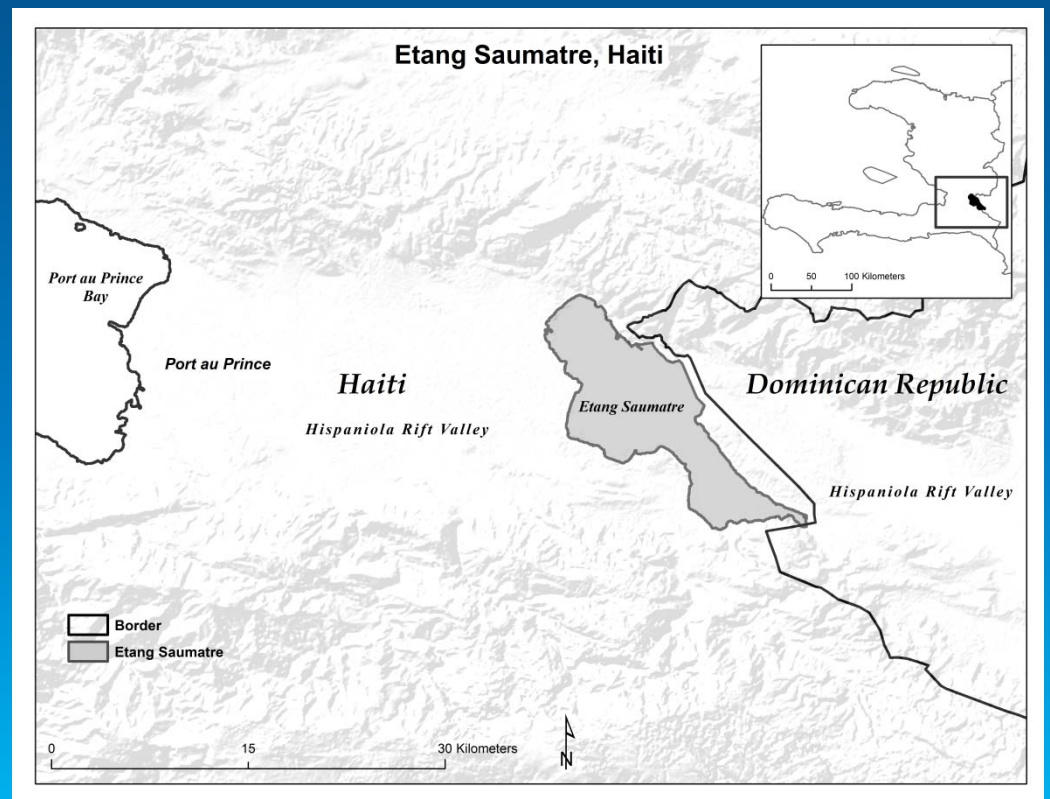 Etang Saumatre, Haiti
0 50 100 Kilometers
Port au Prince
Bay
Port au Prince
Haiti
Dominican Republic
Etang Saumatre
Hispaniola Rift Valley
Hispaniola Rift Valley
Border
Etang Saumatre
0 15 30 Kilometers
N